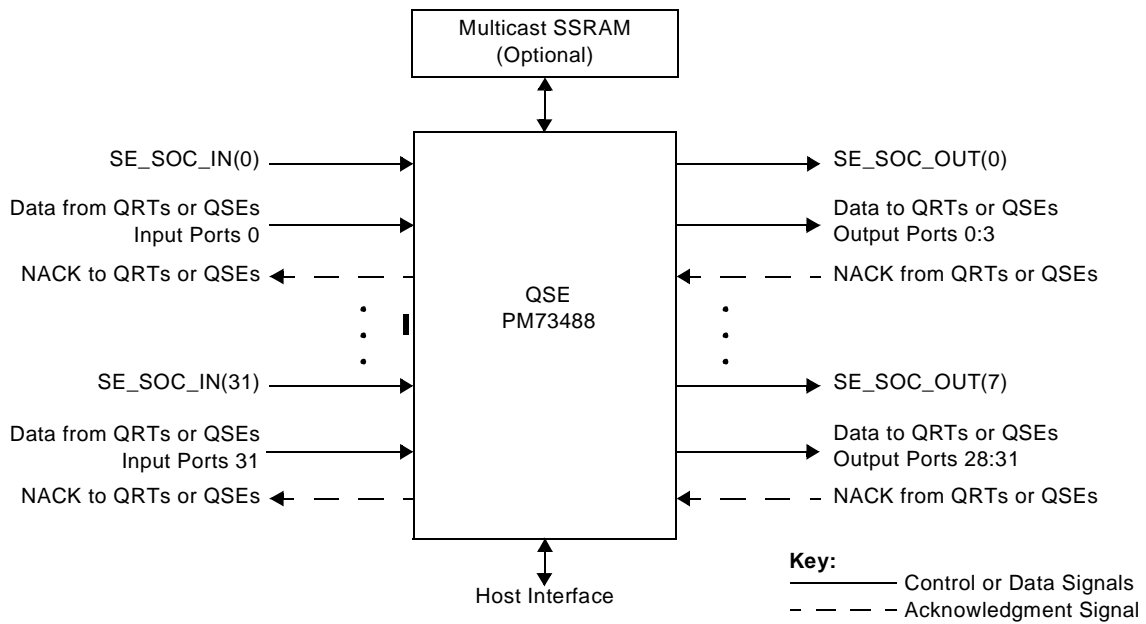 Multicast SSRAM
(Optional)
SE_SOC_IN(0)
Data from QRTs or QSEs
Input Ports 0
NACK to QRTs or QSEs
SE_SOC_IN(31)
Data from QRTs or QSEs
Input Ports 31
NACK to QRTs or QSEs
QSE
PM73488
SE_SOC_OUT(0)
Data to QRTs or QSEs
Output Ports 0:3
NACK from QRTs or QSEs
SE_SOC_OUT(7)
Data to QRTs or QSEs
Output Ports 28:31
NACK from QRTs or QSEs
Host Interface
Key:
Control or Data Signals
Acknowledgment Signal